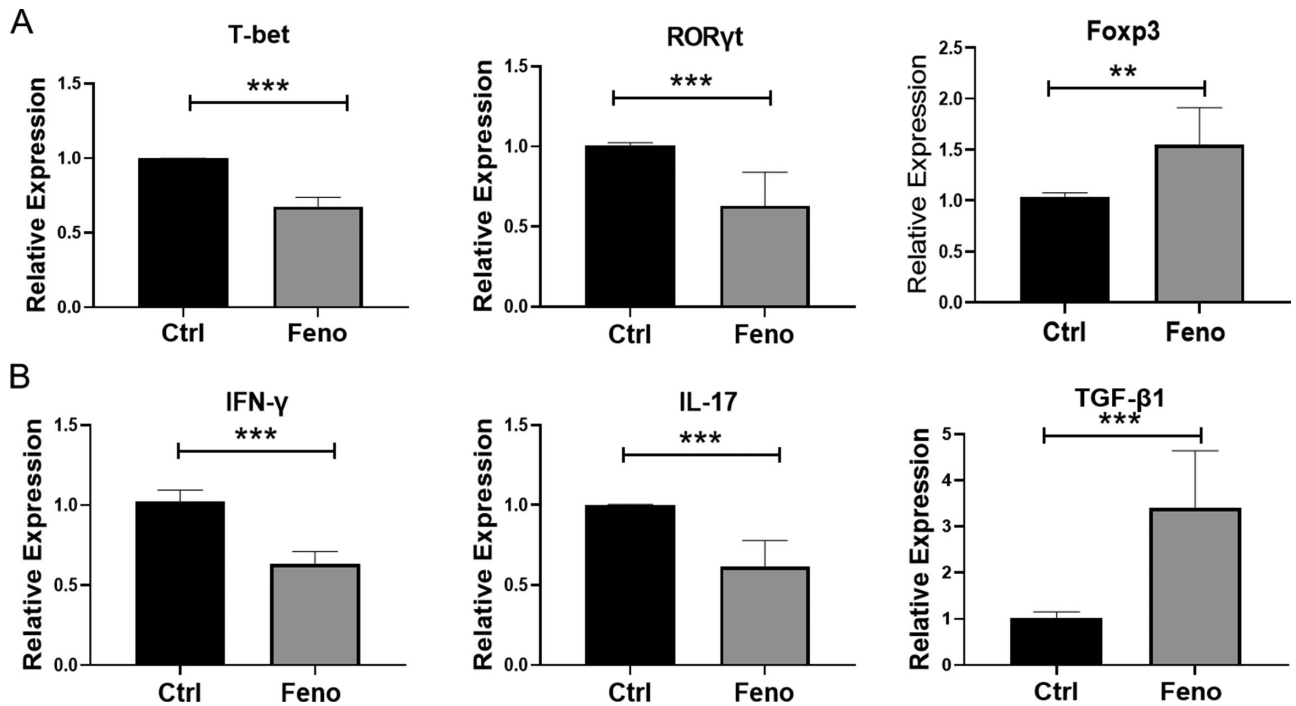 A
T-bet
Relative Expression
1.5
1.0
0.5
0.0
***
Ctrl Feno
RORγt
Relative Expression
1.5
1.0
0.5
0.0
***
Ctrl Feno
Foxp3
Relative Expression
2.5
2.0
1.5
1.0
0.5
0.0
**
Ctrl Feno
B
IFN-γ
Relative Expression
1.5
1.0
0.5
0.0
***
Ctrl Feno
IL-17
Relative Expression
1.5
1.0
0.5
0.0
***
Ctrl Feno
TGF-β1
Relative Expression
5
4
3
2
1
0
***
Ctrl Feno